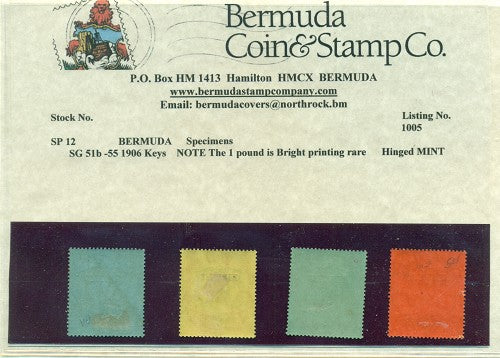 Bermuda
Coin&Stamp Co.
P.O. Box HM 1413 Hamilton HMCX BERMUDA
www.bermudastampcompany.com
Email: bermudacovers@northrock.bm
Stock No. Listing No.
1005
SP 12 BERMUDA Specimens
SG 51b -55 1906 Keys NOTE The 1 pound is Bright printing rare Hinged MINT